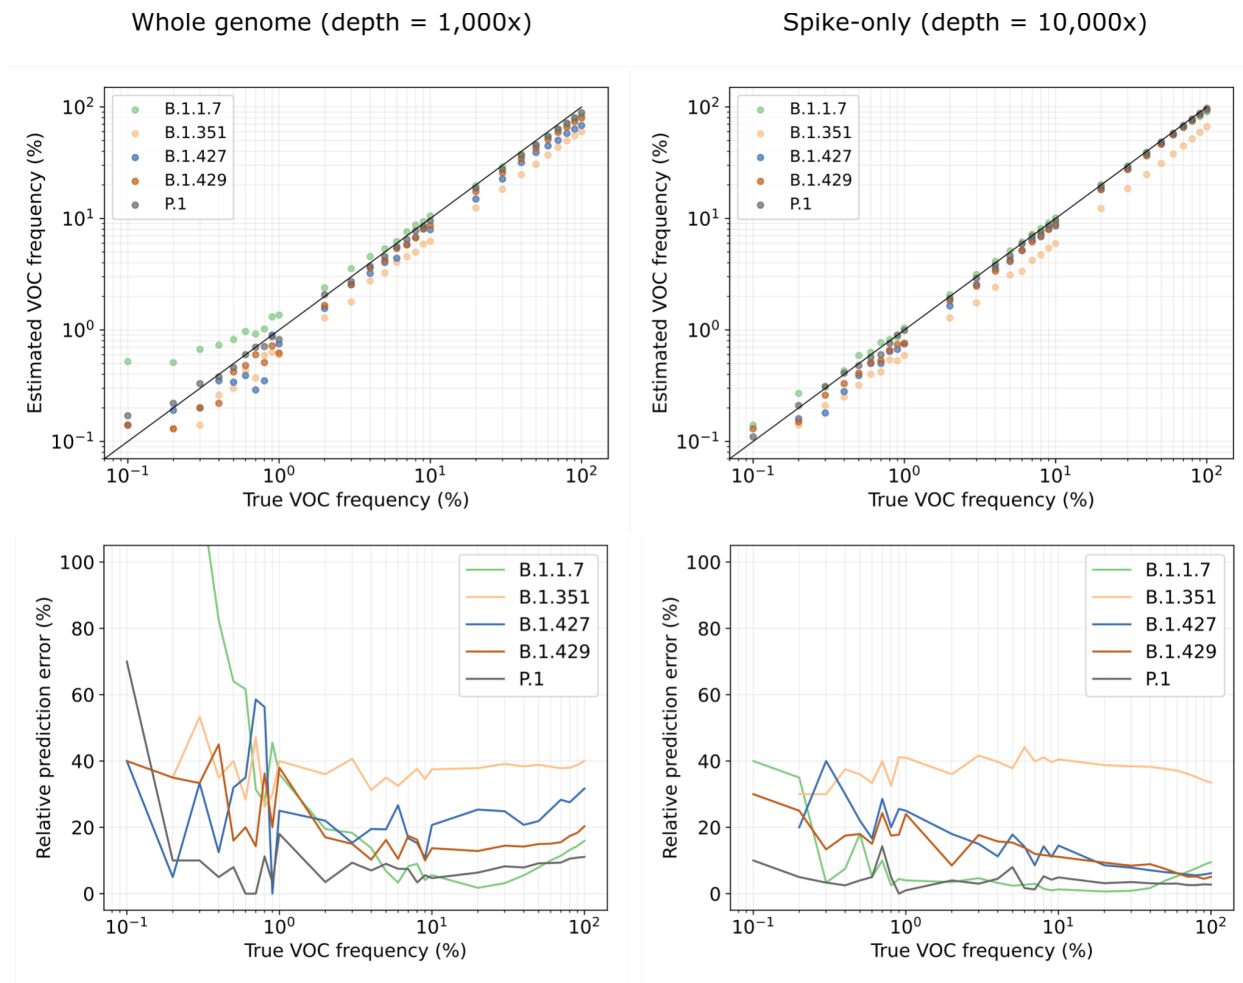 Whole genome (depth = 1,000x)
Spike-only (depth = 10,000x)
Estimated VOC frequency (%)
10²
10¹
10⁰
10⁻¹
B.1.1.7
B.1.351
B.1.427
B.1.429
P.1
10⁻¹ 10⁰ 10¹ 10²
True VOC frequency (%)
Estimated VOC frequency (%)
10²
10¹
10⁰
10⁻¹
B.1.1.7
B.1.351
B.1.427
B.1.429
P.1
10⁻¹ 10⁰ 10¹ 10²
True VOC frequency (%)
Relative prediction error (%)
100
80
60
40
20
0
B.1.1.7
B.1.351
B.1.427
B.1.429
P.1
10⁻¹ 10⁰ 10¹ 10²
True VOC frequency (%)
Relative prediction error (%)
100
80
60
40
20
0
B.1.1.7
B.1.351
B.1.427
B.1.429
P.1
10⁻¹ 10⁰ 10¹ 10²
True VOC frequency (%)